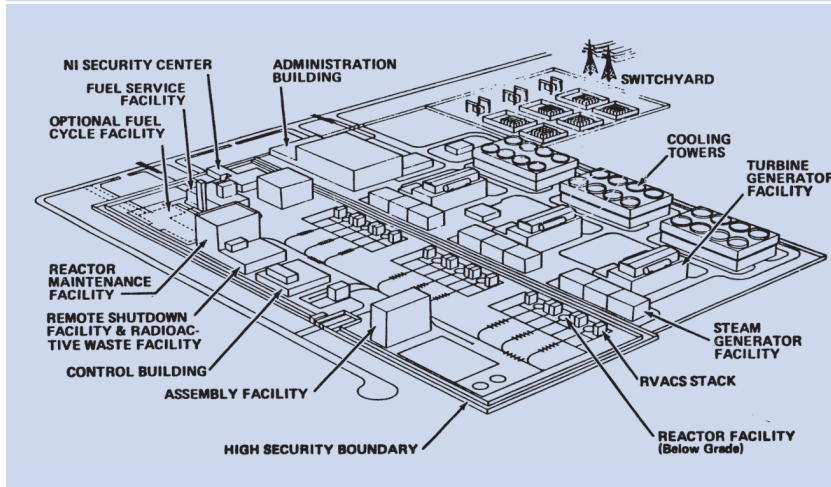 NI SECURITY CENTER
FUEL SERVICE
FACILITY
OPTIONAL FUEL
CYCLE FACILITY
ADMINISTRATION
BUILDING
SWITCHYARD
COOLING
TOWERS
TURBINE
GENERATOR
FACILITY
REACTOR
MAINTENANCE
FACILITY
REMOTE SHUTDOWN
FACILITY & RADIOAC-
TIVE WASTE FACILITY
CONTROL BUILDING
ASSEMBLY FACILITY
HIGH SECURITY BOUNDARY
STEAM
GENERATOR
FACILITY
RVACS STACK
REACTOR FACILITY
(Below Grade)